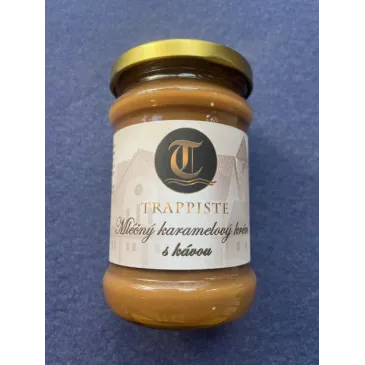 T
TRAPPISTE
Mléčný karamelový krém
s kávou